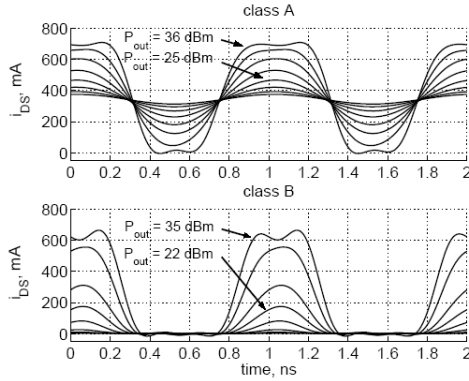 class A
800
600
400
200
0
i_DS, mA
P_out = 36 dBm
P_out = 25 dBm
0 0.2 0.4 0.6 0.8 1 1.2 1.4 1.6 1.8 2
class B
800
600
400
200
0
i_DS, mA
P_out = 35 dBm
P_out = 22 dBm
0 0.2 0.4 0.6 0.8 1 1.2 1.4 1.6 1.8 2
time, ns